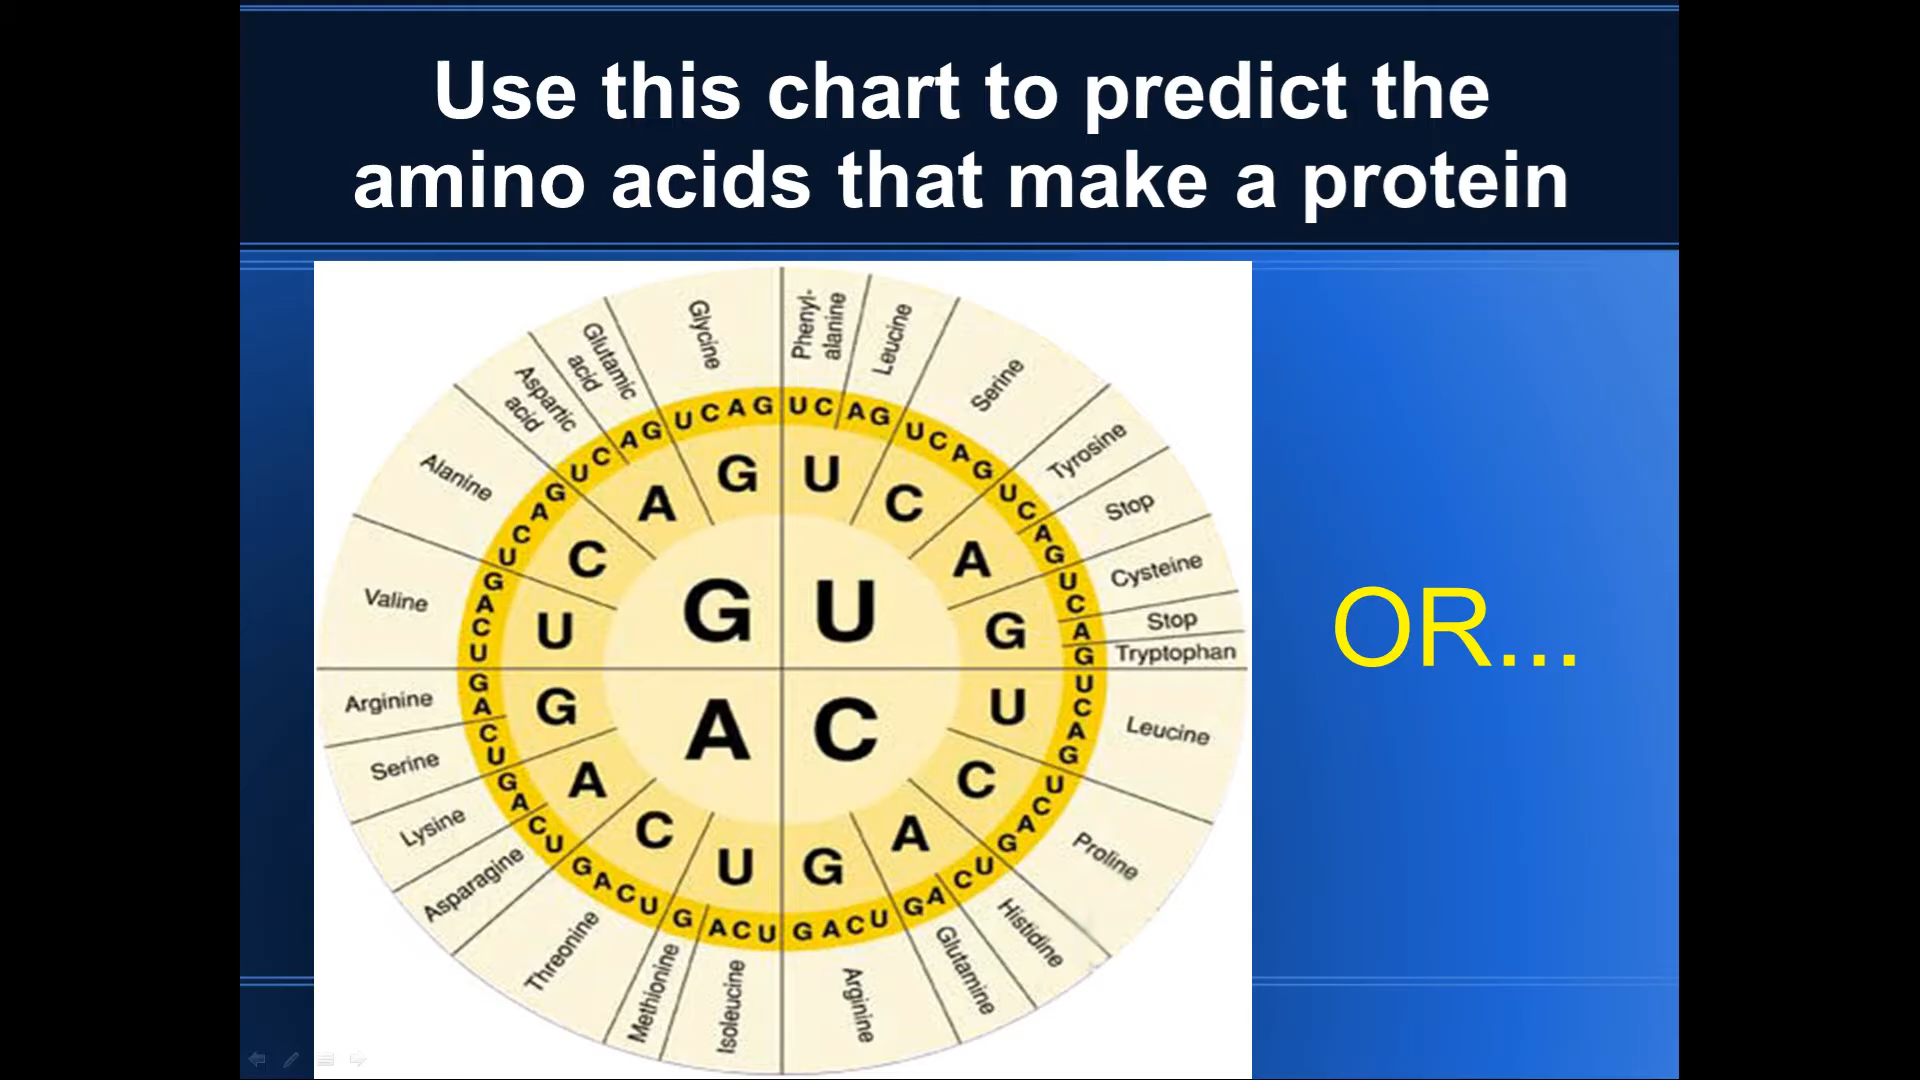 Use this chart to predict the
amino acids that make a protein
Glycine
Phenyl-
alanine
Leucine
Serine
Tyrosine
Stop
Cysteine
Stop
Tryptophan
Leucine
Proline
Histidine
Glutamine
Arginine
Isoleucine
Methionine
Threonine
Asparagine
Lysine
Serine
Arginine
Valine
Alanine
Aspartic
acid
Glutamic
acid
U C A G U C A G U C A G U C A G
U C A G U C A G U C A G U C A G
U C A G U C A G U C A G U C A G
G A C U G A C U G A C U G A C U
U C A G
U C A G
U C A G
G A C U
G U
A C
OR...